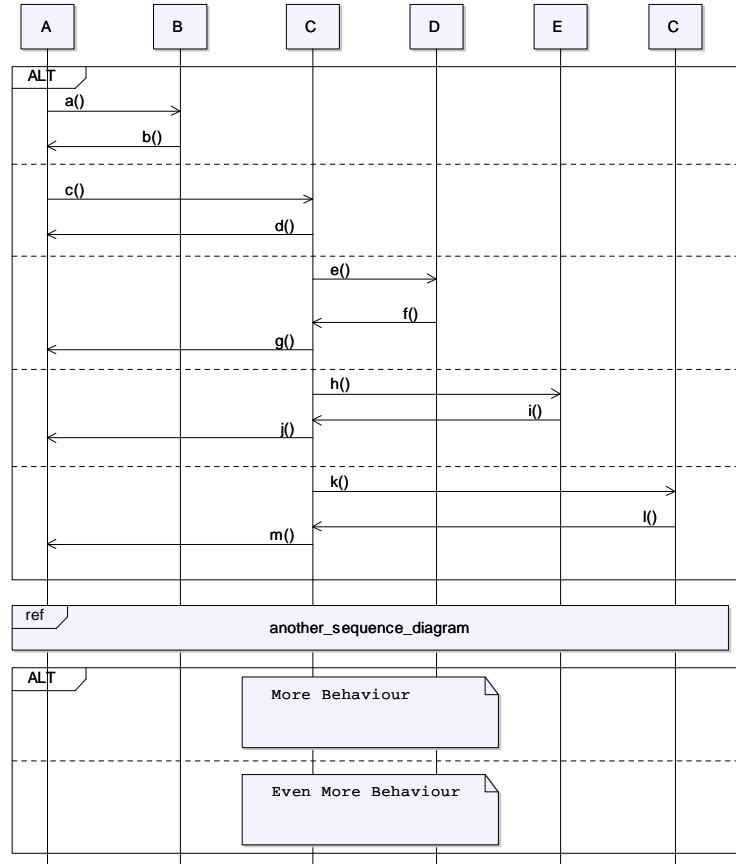 A B C D E C
ALT
a()
b()
c()
d()
e()
f()
g()
h()
i()
j()
k()
l()
m()
ref
another_sequence_diagram
ALT
More Behaviour
Even More Behaviour